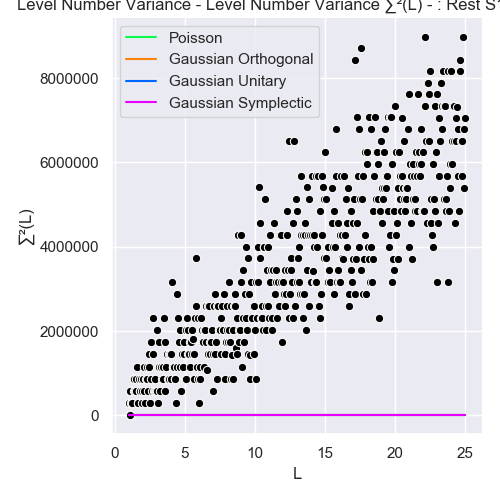 Level Number Variance - Level Number Variance ∑²(L) - : Rest S1
Poisson
Gaussian Orthogonal
Gaussian Unitary
Gaussian Symplectic
∑²(L)
8000000
6000000
4000000
2000000
0
0 5 10 15 20 25
L